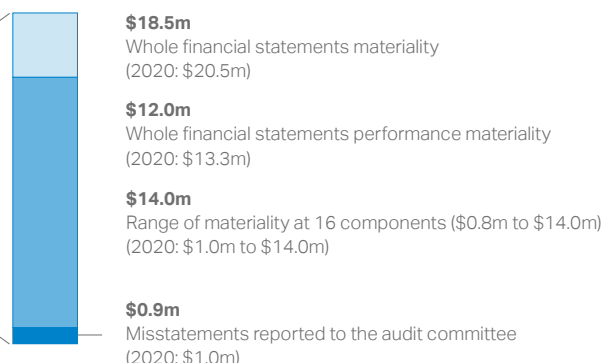 $18.5m
Whole financial statements materiality
(2020: $20.5m)
$12.0m
Whole financial statements performance materiality
(2020: $13.3m)
$14.0m
Range of materiality at 16 components ($0.8m to $14.0m)
(2020: $1.0m to $14.0m)
$0.9m
Misstatements reported to the audit committee
(2020: $1.0m)